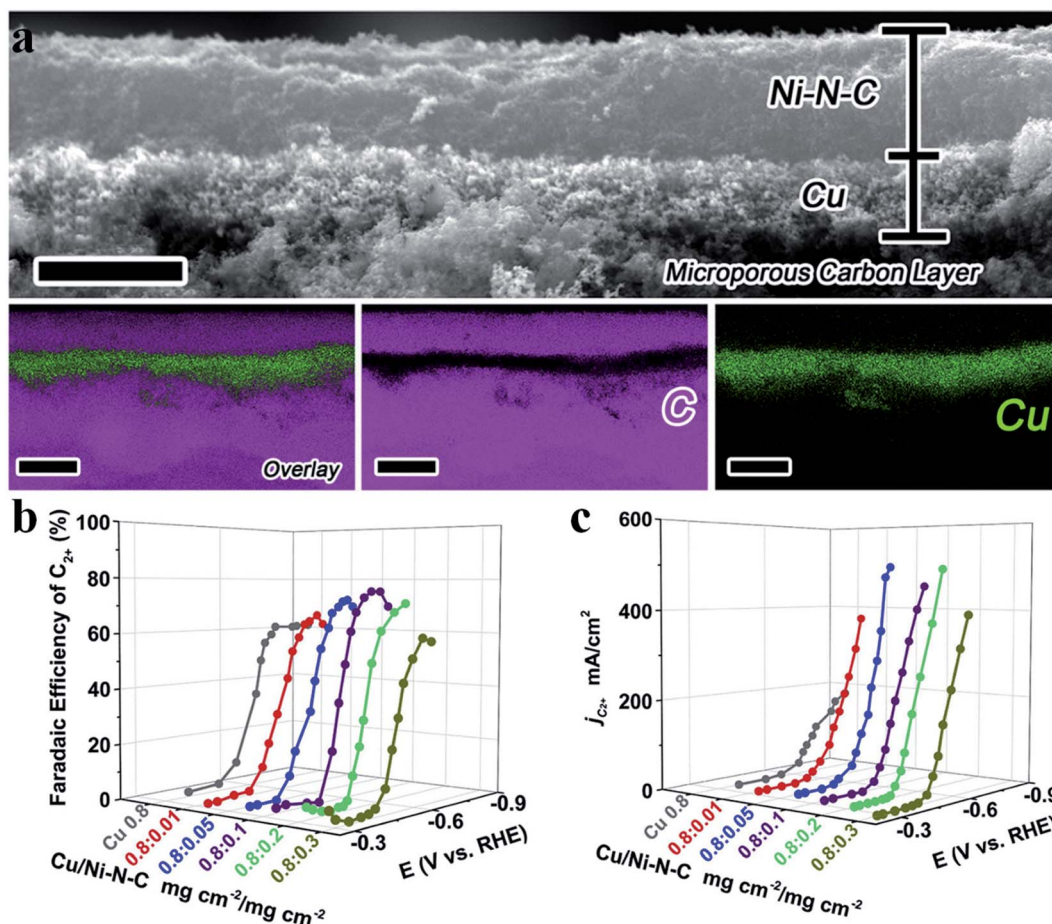 a
Ni-N-C
Cu
Microporous Carbon Layer
Overlay
C
Cu
b
Faradaic Efficiency of C₂₊ (%)
100
80
60
40
20
0
Cu 0.8
0.8:0.01
0.8:0.05
0.8:0.1
0.8:0.2
0.8:0.3
Cu/Ni-N-C mg cm⁻²/mg cm⁻²
-0.3
-0.6
-0.9
E (V vs. RHE)
c
j_C₂₊ mA/cm²
600
400
200
0
Cu 0.8
0.8:0.01
0.8:0.05
0.8:0.1
0.8:0.2
0.8:0.3
Cu/Ni-N-C mg cm⁻²/mg cm⁻²
-0.3
-0.6
-0.9
E (V vs. RHE)